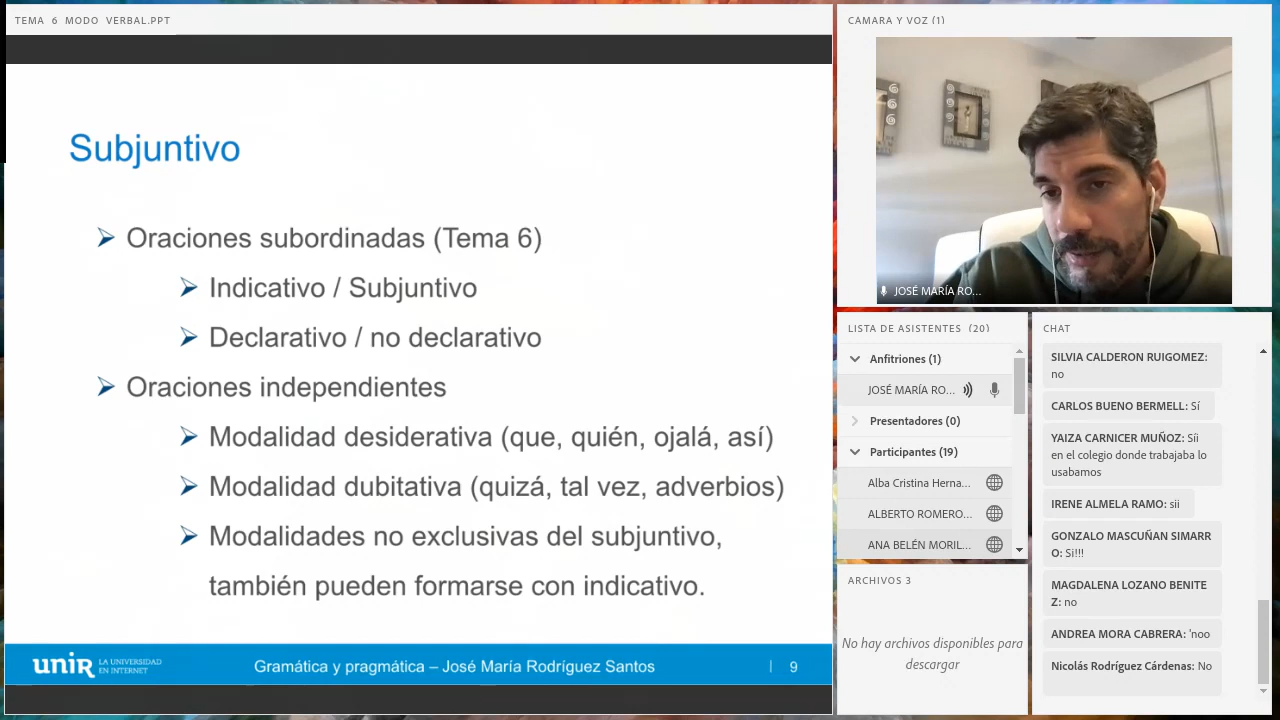 TEMA 6 MODO VERBAL.PPT
Subjuntivo
Oraciones subordinadas (Tema 6)
Indicativo / Subjuntivo
Declarativo / no declarativo
Oraciones independientes
Modalidad desiderativa (que, quién, ojalá, así)
Modalidad dubitativa (quizá, tal vez, adverbios)
Modalidades no exclusivas del subjuntivo,
también pueden formarse con indicativo.
unir LA UNIVERSIDAD
EN INTERNET
Gramática y pragmática – José María Rodríguez Santos
| 9
CAMARA Y VOZ (1)
JOSÉ MARÍA RO...
LISTA DE ASISTENTES (20)
Anfitriones (1)
JOSÉ MARÍA RO...
Presentadores (0)
Participantes (19)
Alba Cristina Herna...
ALBERTO ROMERO...
ANA BELÉN MORIL...
ARCHIVOS 3
No hay archivos disponibles para
descargar
CHAT
SILVIA CALDERON RUIGOMEZ:
no
CARLOS BUENO BERMELL: Sí
YAIZA CARNICER MUÑOZ: Síi
en el colegio donde trabajaba lo
usabamos
IRENE ALMELA RAMO: sii
GONZALO MASCUÑAN SIMARR
O: Si!!!
MAGDALENA LOZANO BENITE
Z: no
ANDREA MORA CABRERA: 'noo
Nicolás Rodríguez Cárdenas: No